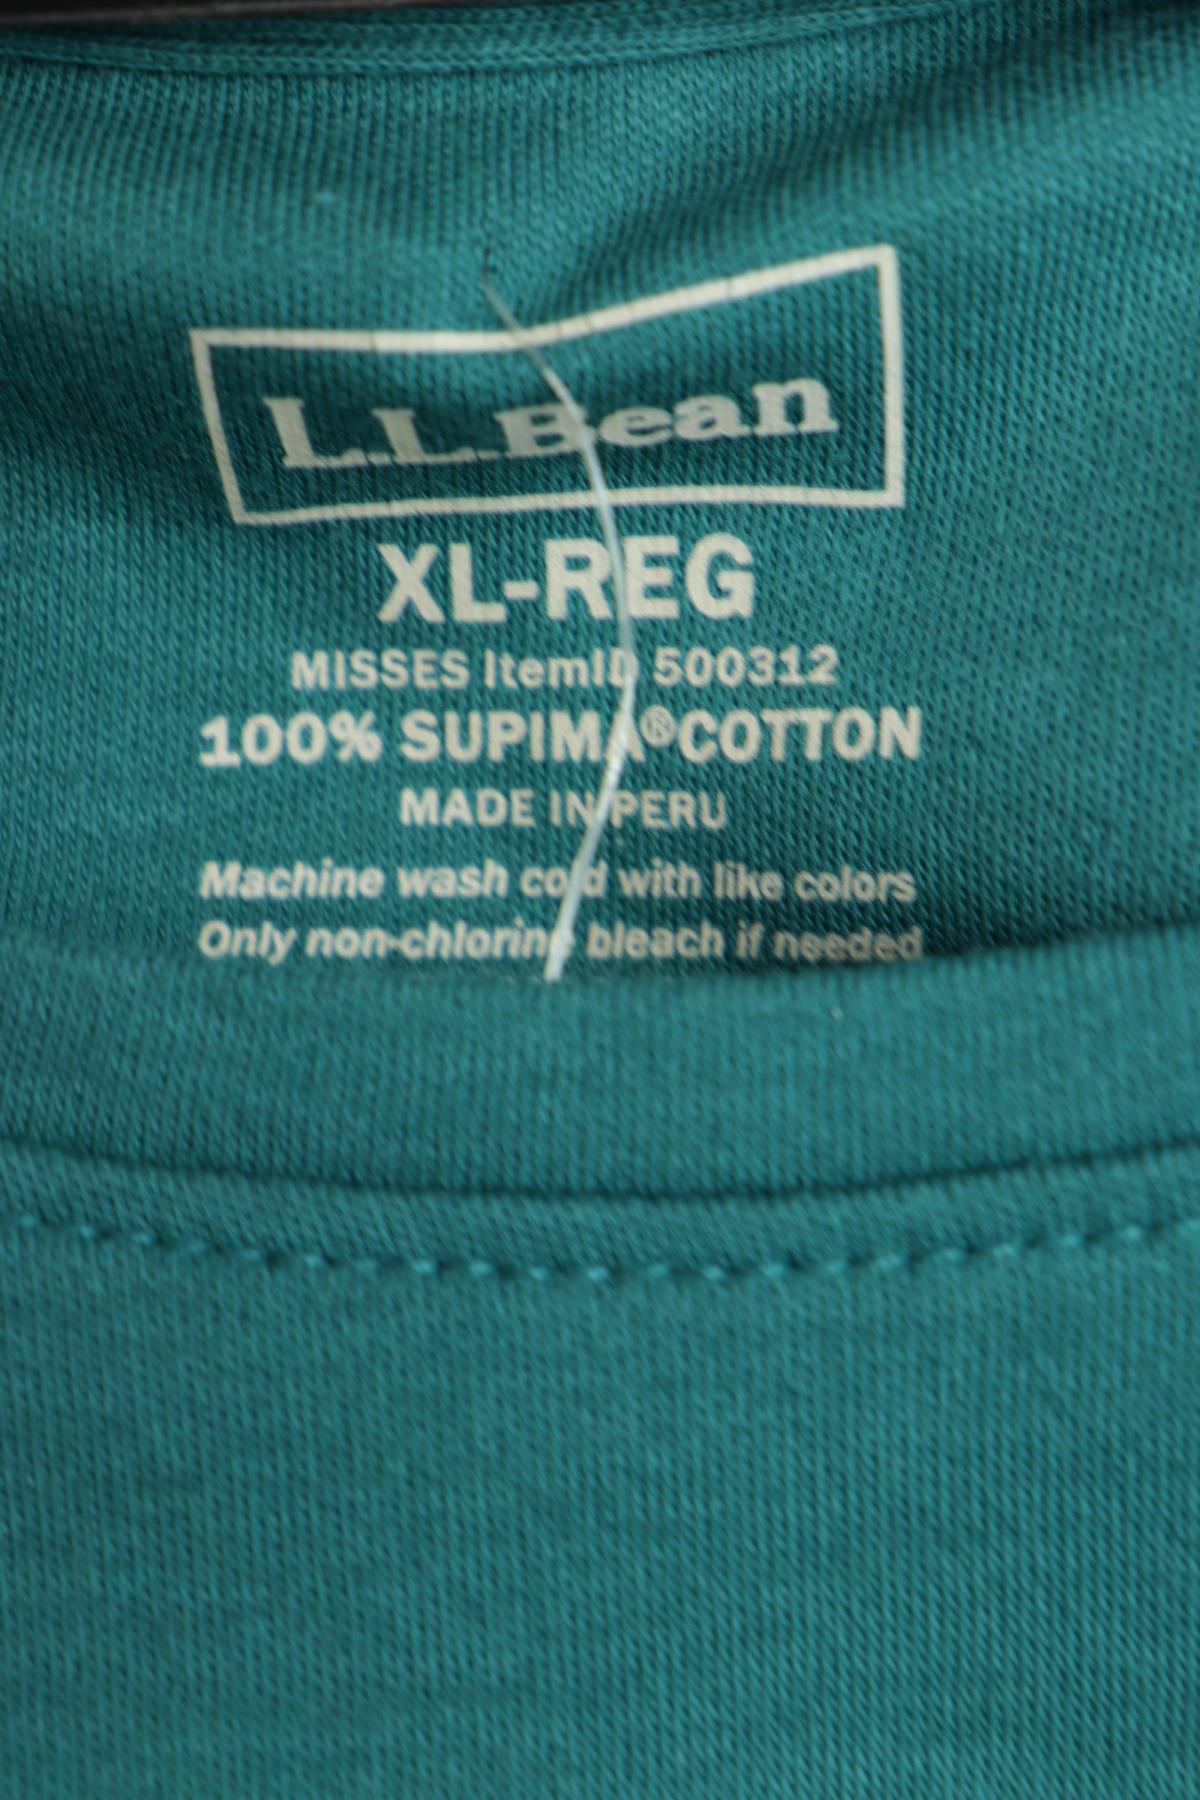 L.L.Bean
XL-REG
MISSES ItemID 500312
100% SUPIMA®COTTON
MADE IN PERU
Machine wash cold with like colors
Only non-chlorine bleach if needed